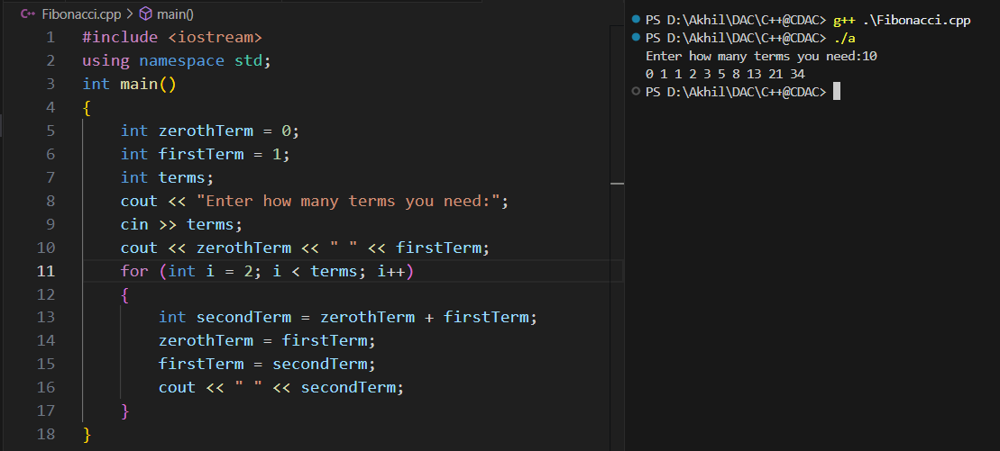 Fibonacci.cpp > main()
1 #include <iostream>
2 using namespace std;
3 int main()
4 {
5     int zerothTerm = 0;
6     int firstTerm = 1;
7     int terms;
8     cout << "Enter how many terms you need:";
9     cin >> terms;
10     cout << zerothTerm << " " << firstTerm;
11     for (int i = 2; i < terms; i++)
12     {
13         int secondTerm = zerothTerm + firstTerm;
14         zerothTerm = firstTerm;
15         firstTerm = secondTerm;
16         cout << " " << secondTerm;
17     }
18 }
PS D:\Akhil\DAC\C++@CDAC> g++ .\Fibonacci.cpp
PS D:\Akhil\DAC\C++@CDAC> ./a
Enter how many terms you need:10
0 1 1 2 3 5 8 13 21 34
PS D:\Akhil\DAC\C++@CDAC>